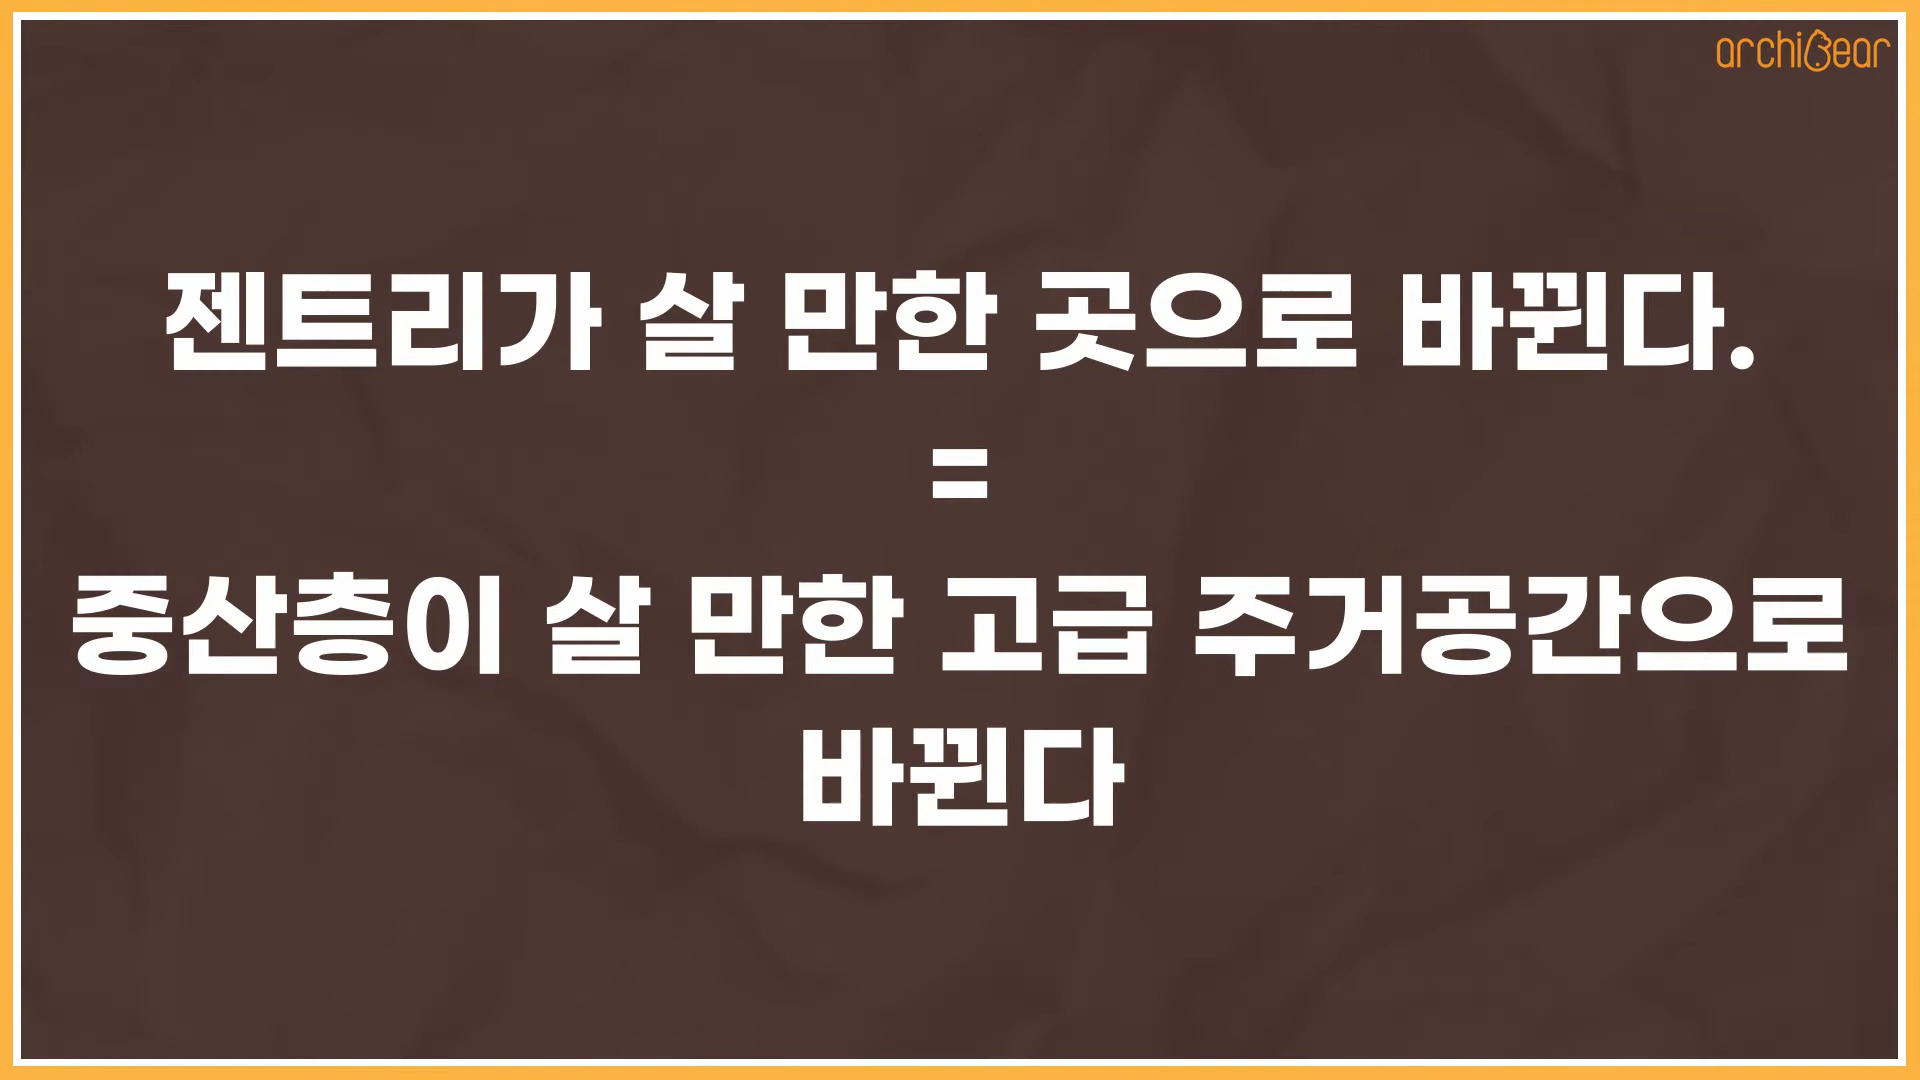 archiBear
젠트리가 살 만한 곳으로 바뀐다.
=
중산층이 살 만한 고급 주거공간으로
바뀐다